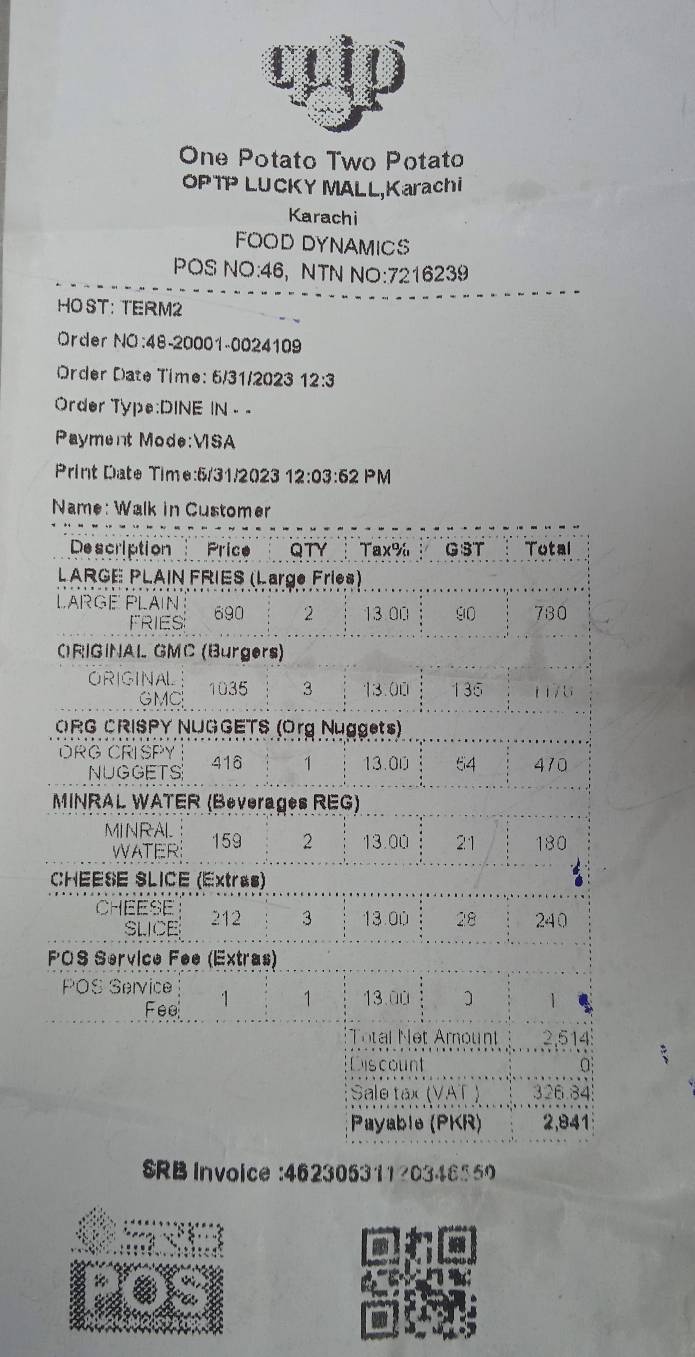 optp
One Potato Two Potato
OPTP LUCKY MALL,Karachi
Karachi
FOOD DYNAMICS
POS NO:46, NTN NO:7216239
HOST: TERM2
Order NO:48-20001-0024109
Order Date Time: 5/31/2023 12:3
Order Type:DINE IN - -
Payment Mode:VISA
Print Date Time:5/31/2023 12:03:52 PM
Name: Walk in Customer
Description Price QTY Tax% GST Total
LARGE PLAIN FRIES (Large Fries)
LARGE PLAIN
FRIES 690 2 13.00 90 780
ORIGINAL GMC (Burgers)
ORIGINAL
GMC 1035 3 13.00 135 1170
ORG CRISPY NUGGETS (Org Nuggets)
ORG CRISPY
NUGGETS 416 1 13.00 54 470
MINRAL WATER (Beverages REG)
MINRAL
WATER 159 2 13.00 21 180
CHEESE SLICE (Extras)
CHEESE
SLICE 212 3 13.00 28 240
POS Service Fee (Extras)
POS Service
Fee 1 1 13.00 0 1
Total Net Amount 2,514
Discount 0
Sale tax (VAT) 326.84
Payable (PKR) 2,841
SRB Invoice :
SRB
POS